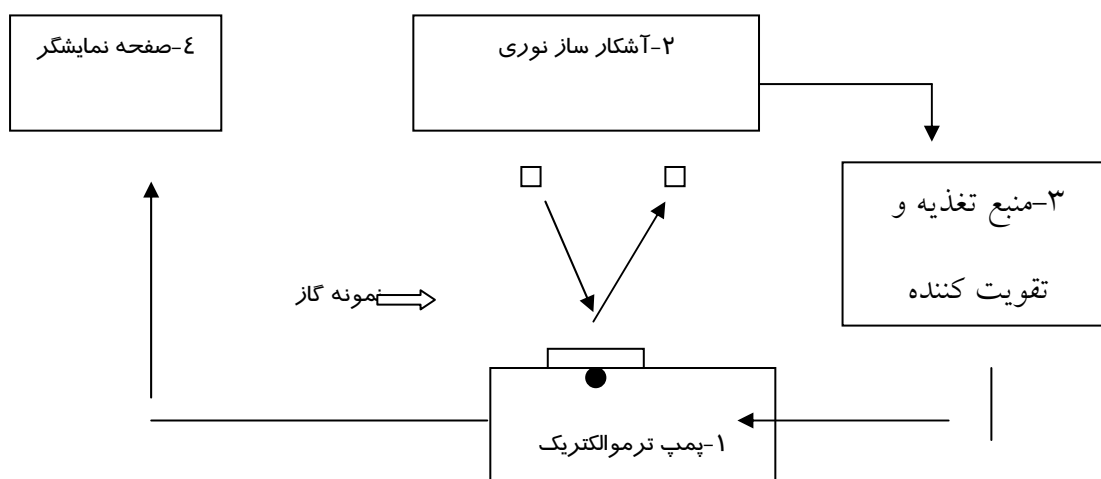 ۴-صفحه نمایشگر
۲-آشکار ساز نوری
۳-منبع تغذیه و
تقویت کننده
نمونه گاز
۱-پمپ ترموالکتریک